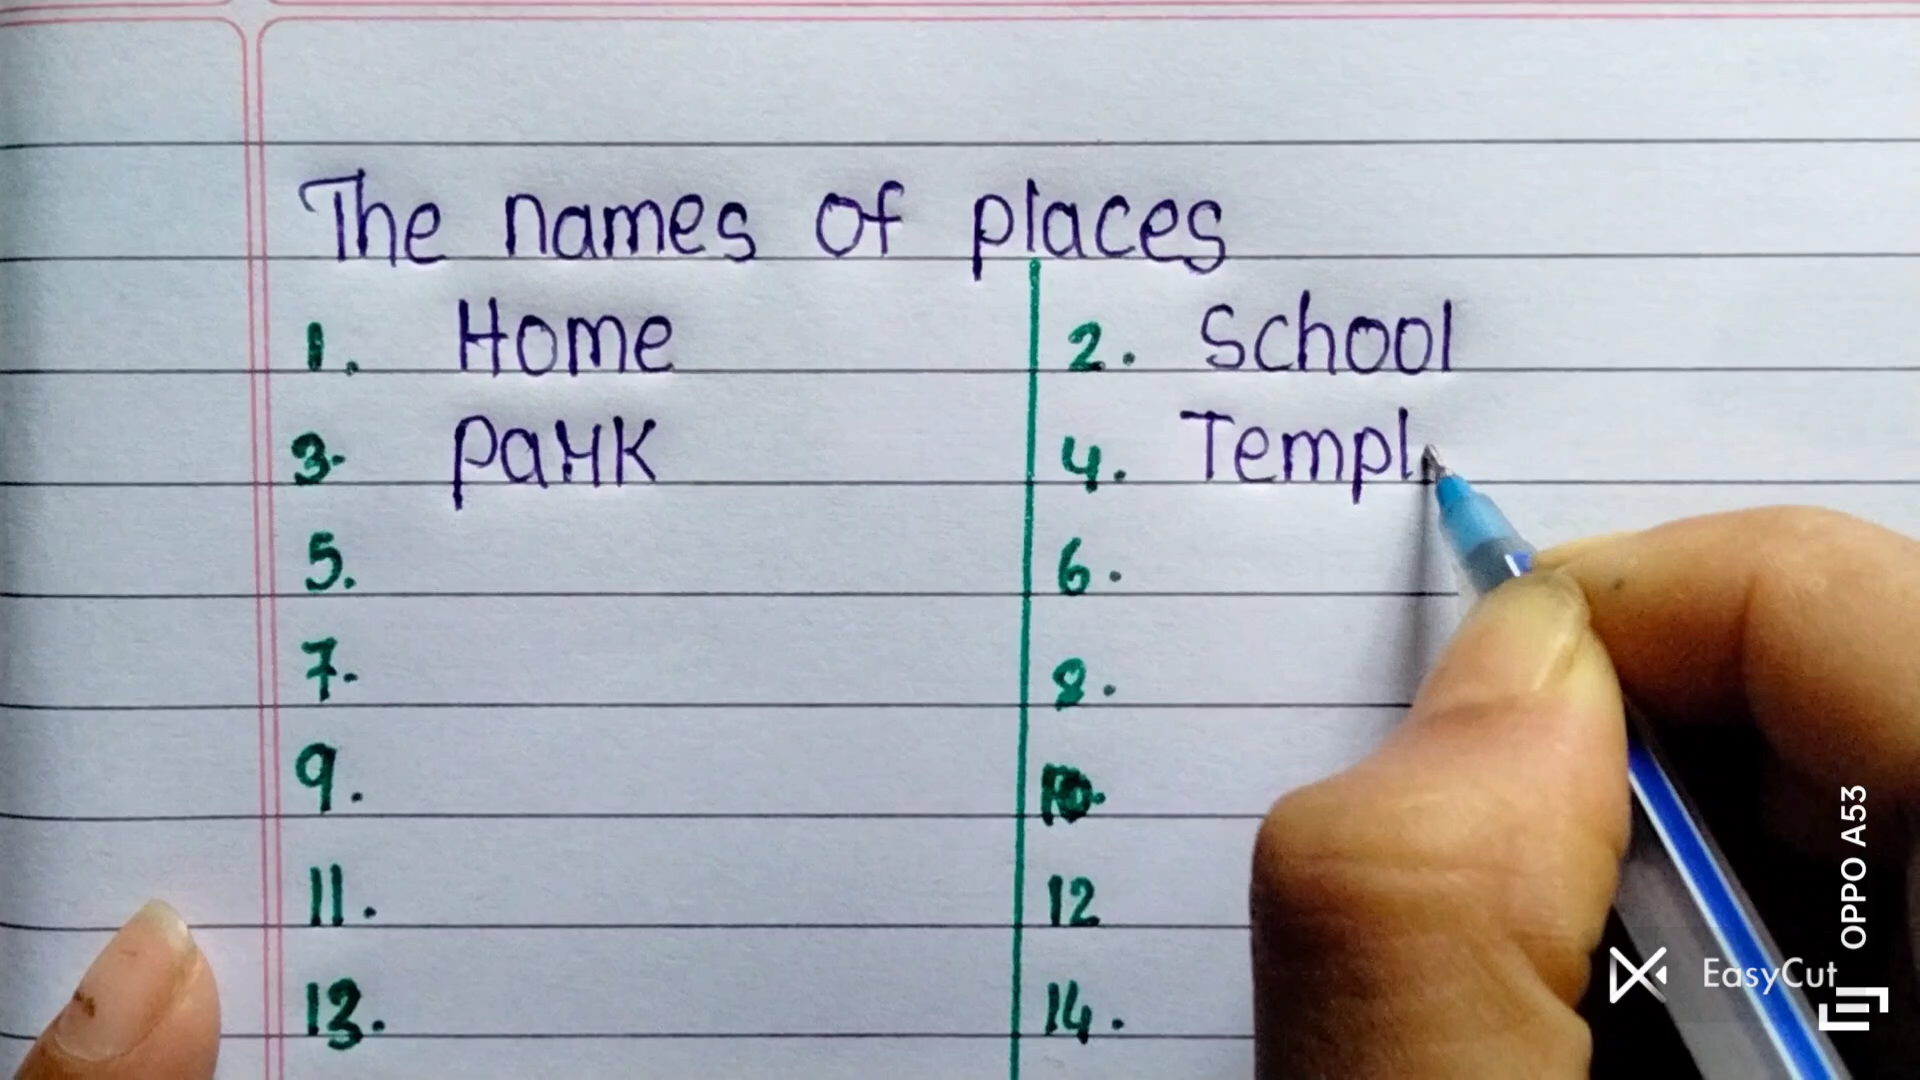 The names of places
1. Home 2. School
3. Park 4. Templ
5. 6.
7. 8.
9. 10.
11. 12
13. 14.
OPPO A53
EasyCut